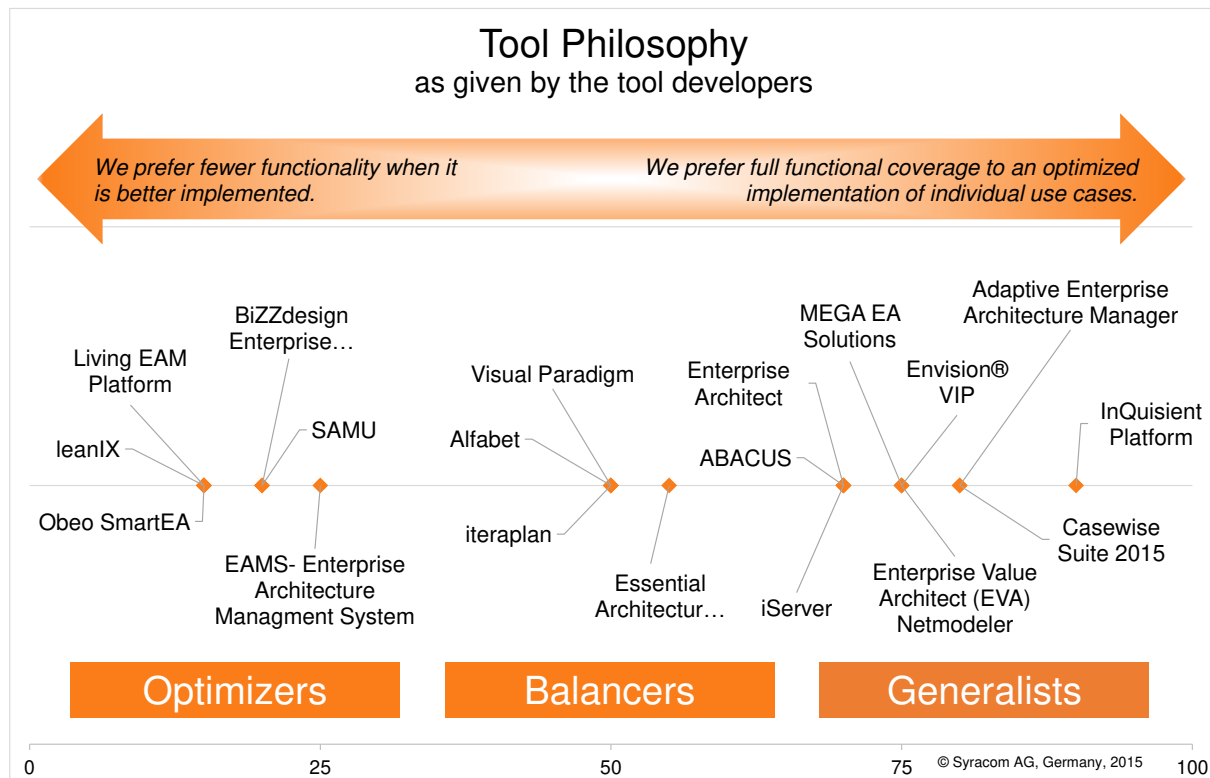 Tool Philosophy
as given by the tool developers
We prefer fewer functionality when it
is better implemented.
We prefer full functional coverage to an optimized
implementation of individual use cases.
Living EAM
Platform
leanIX
Obeo SmartEA
BiZZdesign
Enterprise…
SAMU
EAMS- Enterprise
Architecture
Managment System
Visual Paradigm
Alfabet
iteraplan
Essential
Architectur…
Enterprise
Architect
ABACUS
iServer
MEGA EA
Solutions
Envision®
VIP
Enterprise Value
Architect (EVA)
Netmodeler
Adaptive Enterprise
Architecture Manager
Casewise
Suite 2015
InQuisient
Platform
Optimizers
Balancers
Generalists
0
25
50
75
100
© Syracom AG, Germany, 2015